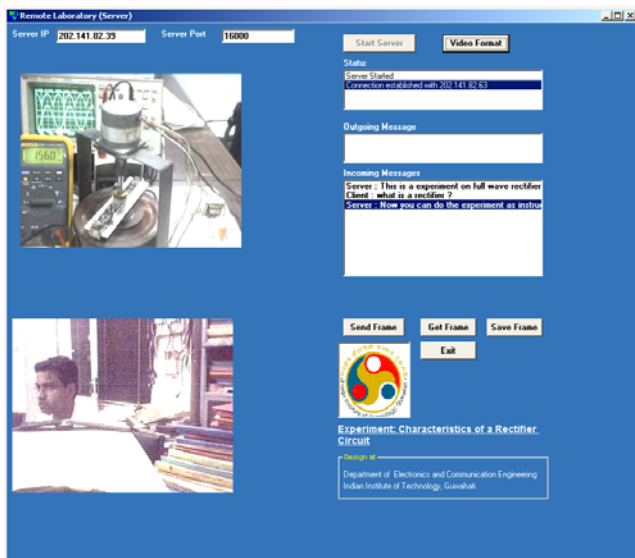 Remote Laboratory (Server)
Server IP 202.141.82.39 Server Port 16000
Start Server Video Format
Status:
Server Started
Connection established with 202.141.82.63
Outgoing Message
Incoming Messages
Server : This is a experiment on full wave rectifier
Client : what is a rectifier ?
Server : Now you can do the experiment as instru
156.0
Send Frame Get Frame Save Frame
Exit
Experiment: Characteristics of a Rectifier
Circuit
Design at
Department of Electronics and Communication Engineering
Indian Institute of Technology, Guwahati